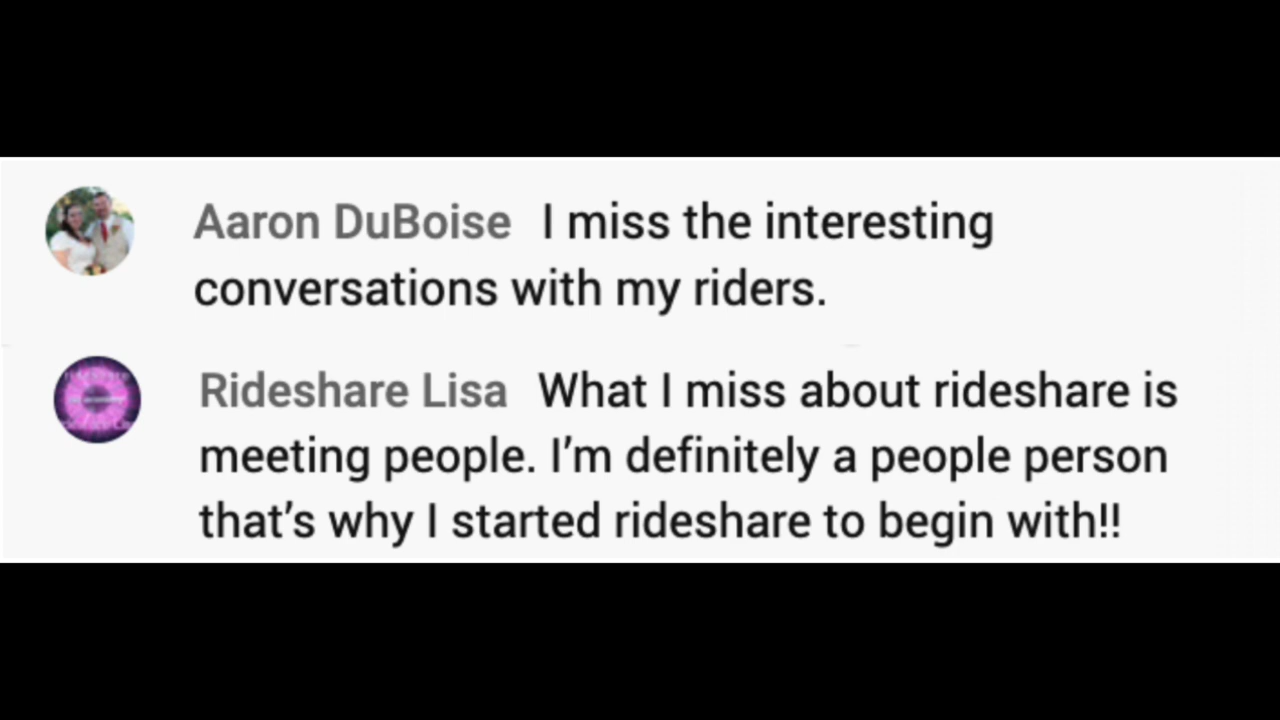 Aaron DuBoise I miss the interesting
conversations with my riders.
Rideshare Lisa What I miss about rideshare is
meeting people. I’m definitely a people person
that’s why I started rideshare to begin with!!